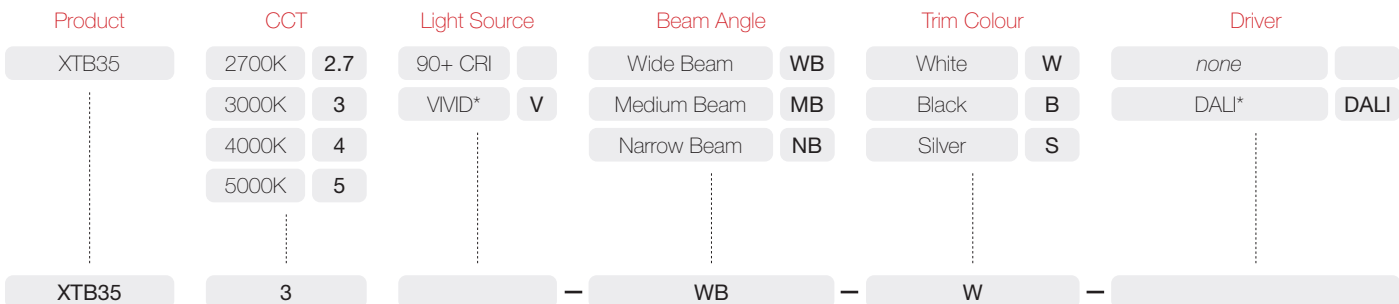 Product CCT Light Source Beam Angle Trim Colour Driver
XTB35 2700K 2.7 90+ CRI Wide Beam WB White W none
3000K 3 VIVID* V Medium Beam MB Black B DALI* DALI
4000K 4 Narrow Beam NB Silver S
5000K 5
XTB35 3 – WB – W –